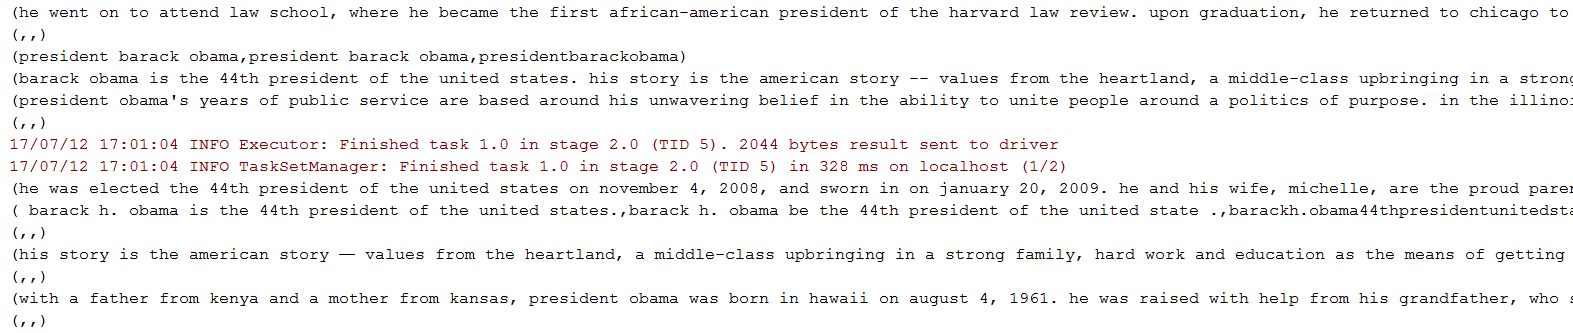 (he went on to attend law school, where he became the first african-american president of the harvard law review. upon graduation, he returned to chicago to
(,,)
(president barack obama,president barack obama,presidentbarackobama)
(barack obama is the 44th president of the united states. his story is the american story -- values from the heartland, a middle-class upbringing in a strong
(president obama's years of public service are based around his unwavering belief in the ability to unite people around a politics of purpose. in the illinoi
(,,)
17/07/12 17:01:04 INFO Executor: Finished task 1.0 in stage 2.0 (TID 5). 2044 bytes result sent to driver
17/07/12 17:01:04 INFO TaskSetManager: Finished task 1.0 in stage 2.0 (TID 5) in 328 ms on localhost (1/2)
(he was elected the 44th president of the united states on november 4, 2008, and sworn in on january 20, 2009. he and his wife, michelle, are the proud paren
( barack h. obama is the 44th president of the united states.,barack h. obama be the 44th president of the united state .,barackh.obama44thpresidentunitedsta
(,,)
(his story is the american story — values from the heartland, a middle-class upbringing in a strong family, hard work and education as the means of getting
(,,)
(with a father from kenya and a mother from kansas, president obama was born in hawaii on august 4, 1961. he was raised with help from his grandfather, who s
(,,)